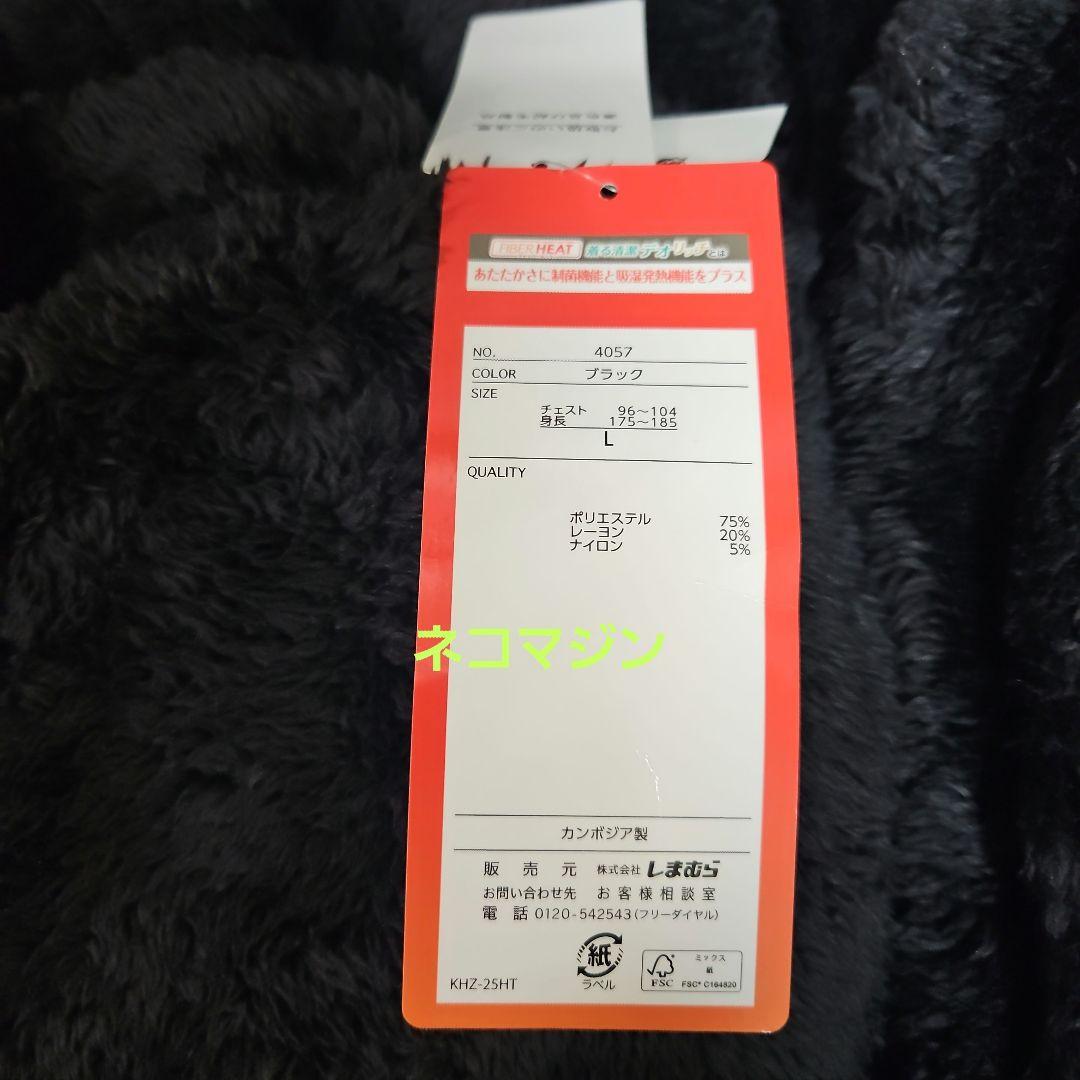 FIBER HEAT 着る清潔 デオリッチとは
あたたかさに制菌機能と吸湿発熱機能をプラス
NO. 4057
COLOR ブラック
SIZE
チェスト 96〜104
身長 175〜185
L
QUALITY
ポリエステル 75%
レーヨン 20%
ナイロン 5%
ネコマジン
カンボジア製
販売元 株式会社 しまむら
お問い合わせ先 お客様相談室
電話 0120-542543(フリーダイヤル)
紙
ラベル
ミックス
紙
FSC FSC® C164820
KHZ-25HT